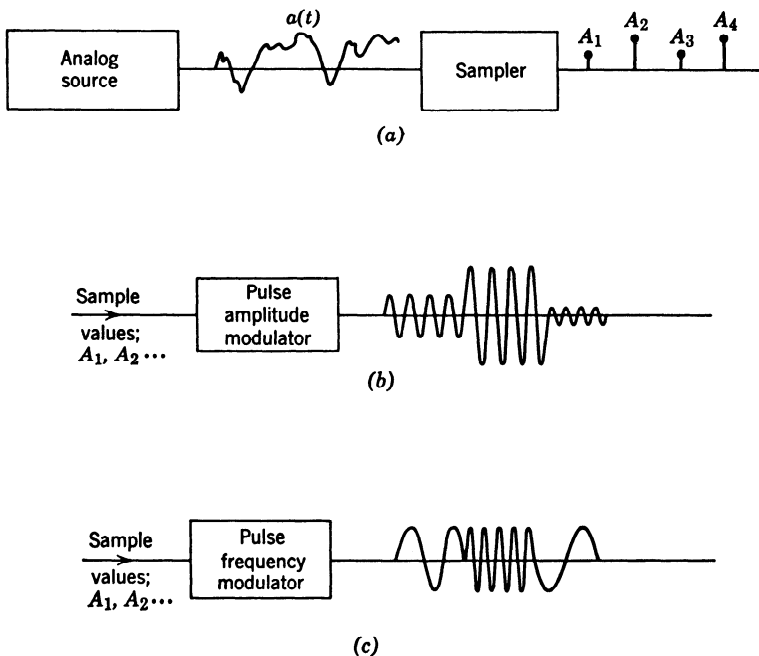 a(t)
A₁ A₂ A₃ A₄
Analog
source
Sampler
(a)
Sample
values;
A₁, A₂ ···
Pulse
amplitude
modulator
(b)
Sample
values;
A₁, A₂ ···
Pulse
frequency
modulator
(c)